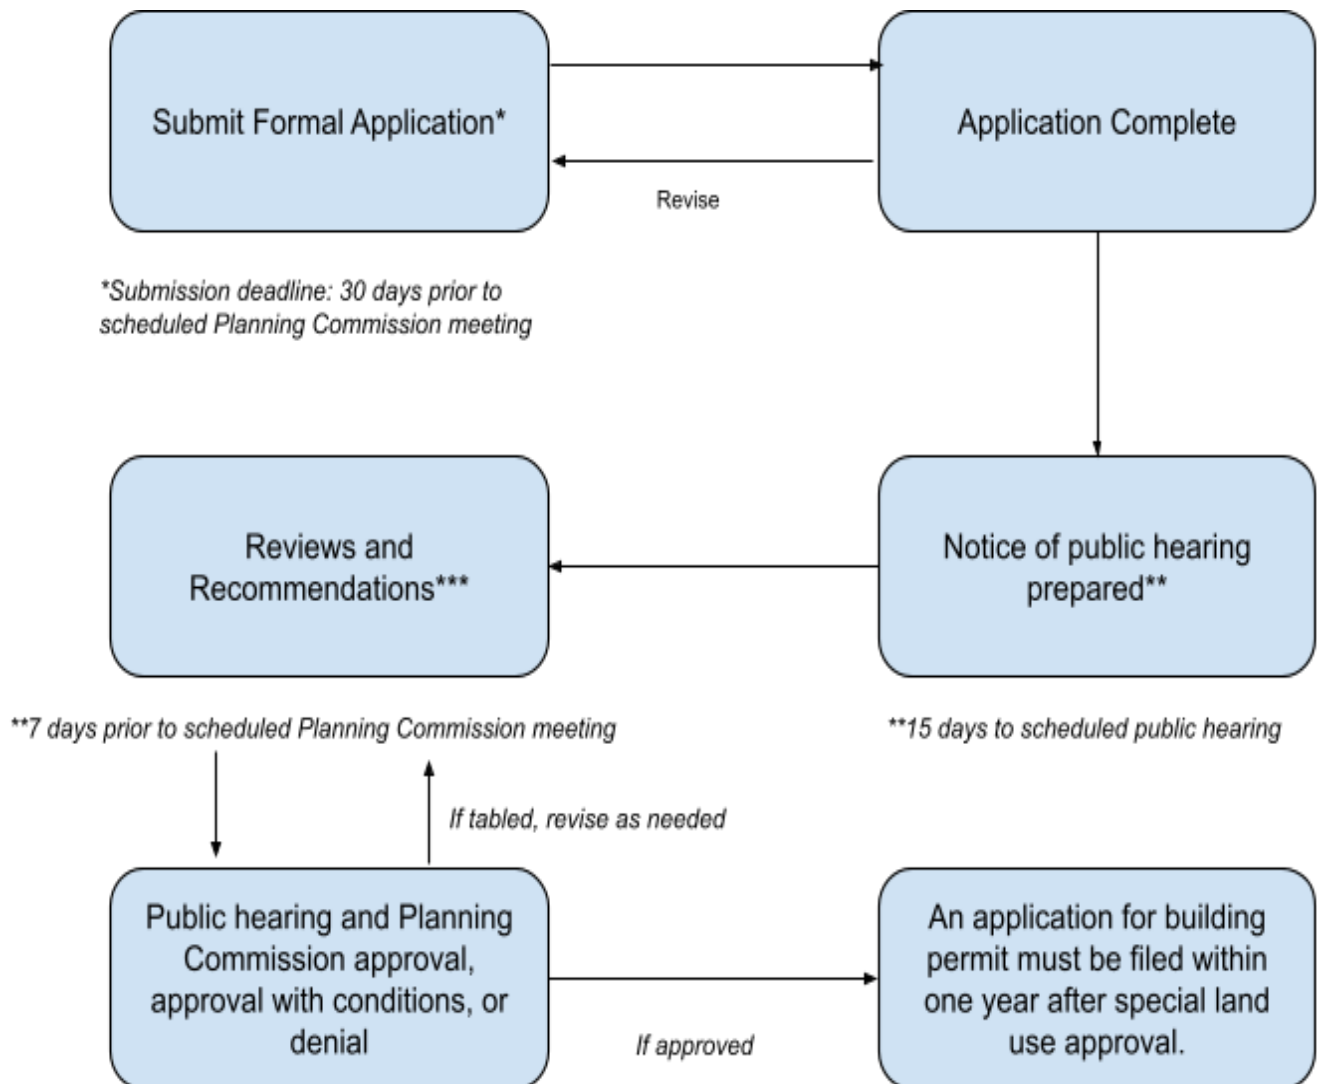 Submit Formal Application*
Application Complete
Revise
*Submission deadline: 30 days prior to
scheduled Planning Commission meeting
Reviews and
Recommendations***
Notice of public hearing
prepared**
**7 days prior to scheduled Planning Commission meeting
**15 days to scheduled public hearing
If tabled, revise as needed
Public hearing and Planning
Commission approval,
approval with conditions, or
denial
If approved
An application for building
permit must be filed within
one year after special land
use approval.